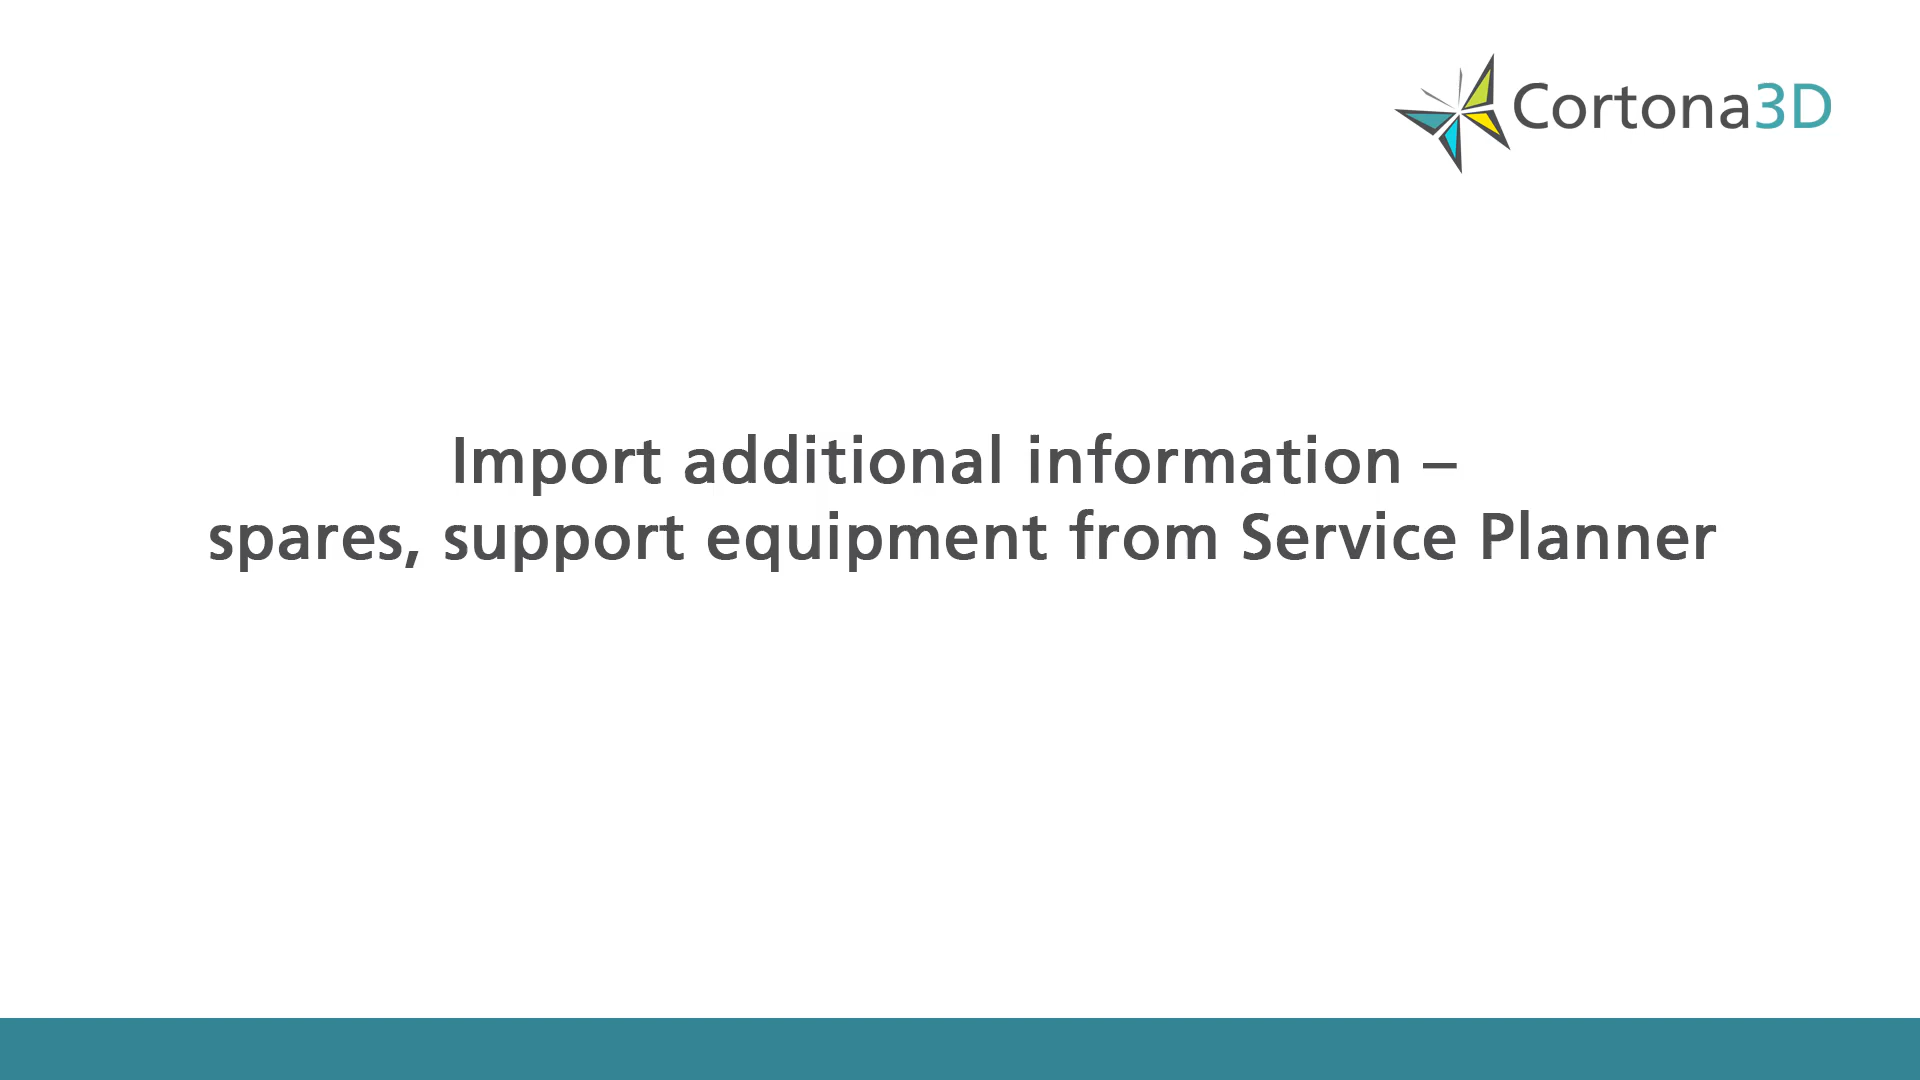 Cortona3D
Import additional information –
spares, support equipment from Service Planner